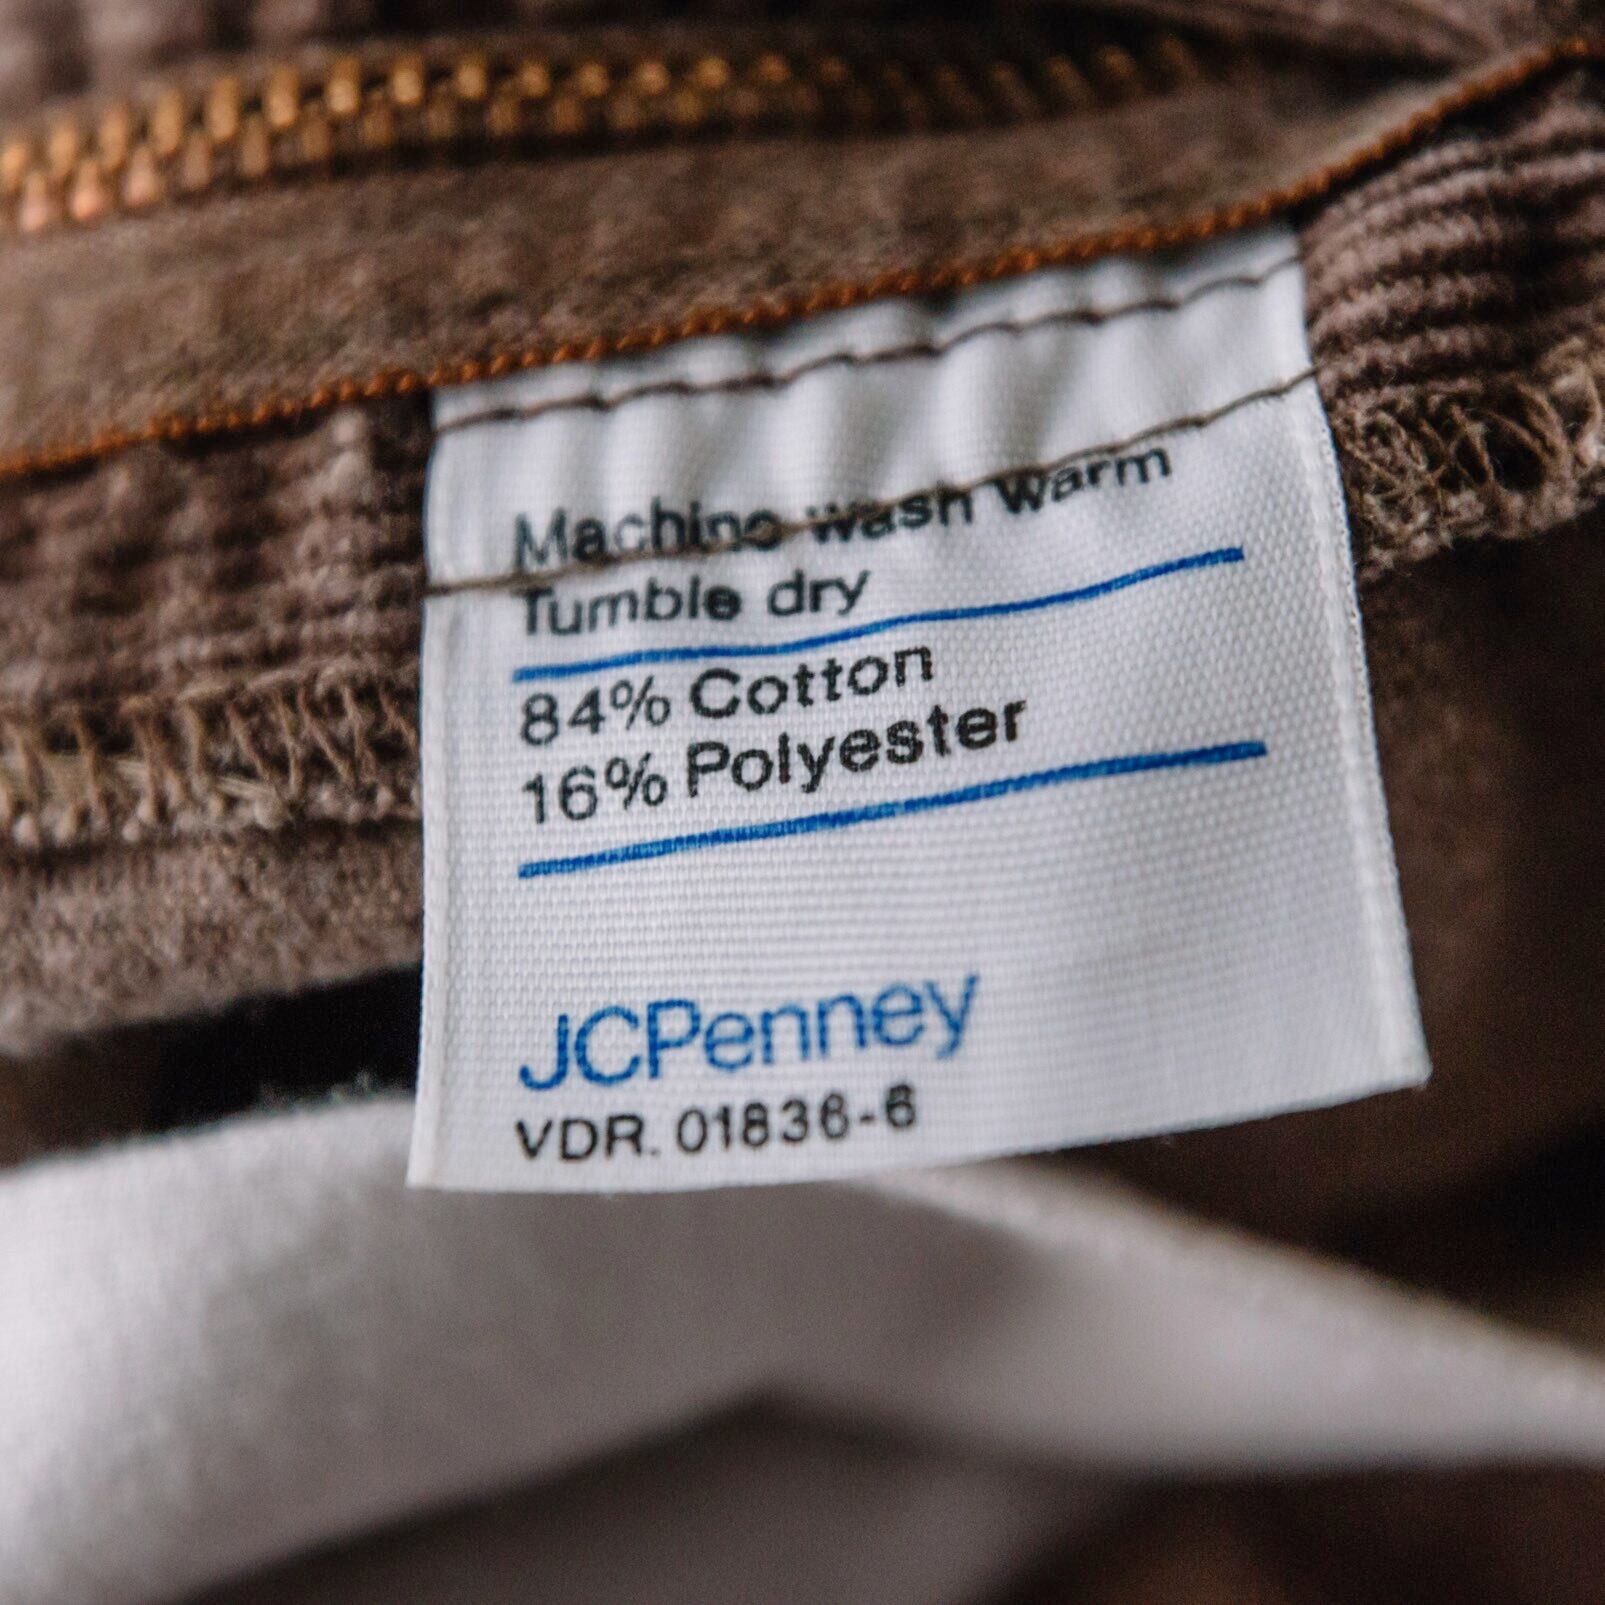 Machine wash warm
Tumble dry
84% Cotton
16% Polyester
JCPenney
VDR. 01836-6